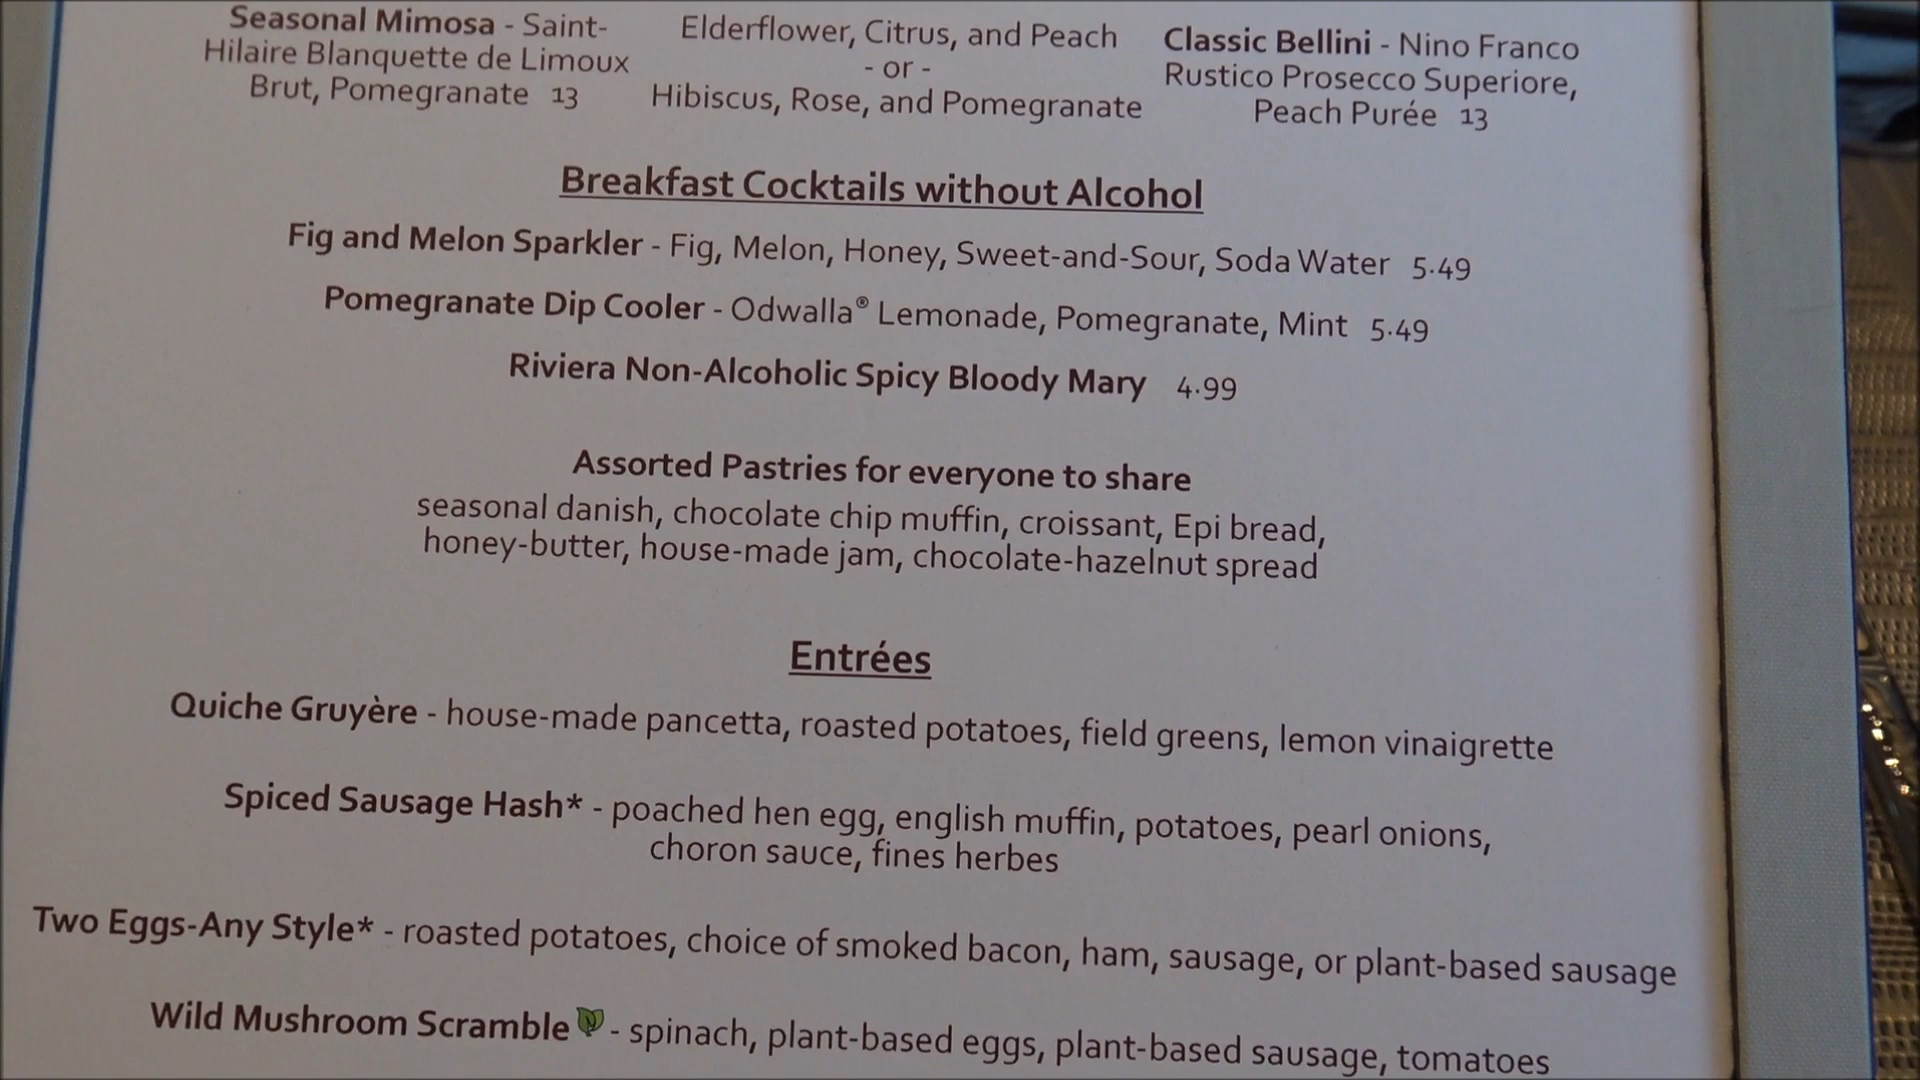 Seasonal Mimosa - Saint-
Hilaire Blanquette de Limoux
Brut, Pomegranate 13
Elderflower, Citrus, and Peach
- or -
Hibiscus, Rose, and Pomegranate
Classic Bellini - Nino Franco
Rustico Prosecco Superiore,
Peach Purée 13
Breakfast Cocktails without Alcohol
Fig and Melon Sparkler - Fig, Melon, Honey, Sweet-and-Sour, Soda Water 5.49
Pomegranate Dip Cooler - Odwalla® Lemonade, Pomegranate, Mint 5.49
Riviera Non-Alcoholic Spicy Bloody Mary 4.99
Assorted Pastries for everyone to share
seasonal danish, chocolate chip muffin, croissant, Epi bread,
honey-butter, house-made jam, chocolate-hazelnut spread
Entrées
Quiche Gruyère - house-made pancetta, roasted potatoes, field greens, lemon vinaigrette
Spiced Sausage Hash* - poached hen egg, english muffin, potatoes, pearl onions,
choron sauce, fines herbes
Two Eggs-Any Style* - roasted potatoes, choice of smoked bacon, ham, sausage, or plant-based sausage
Wild Mushroom Scramble - spinach, plant-based eggs, plant-based sausage, tomatoes